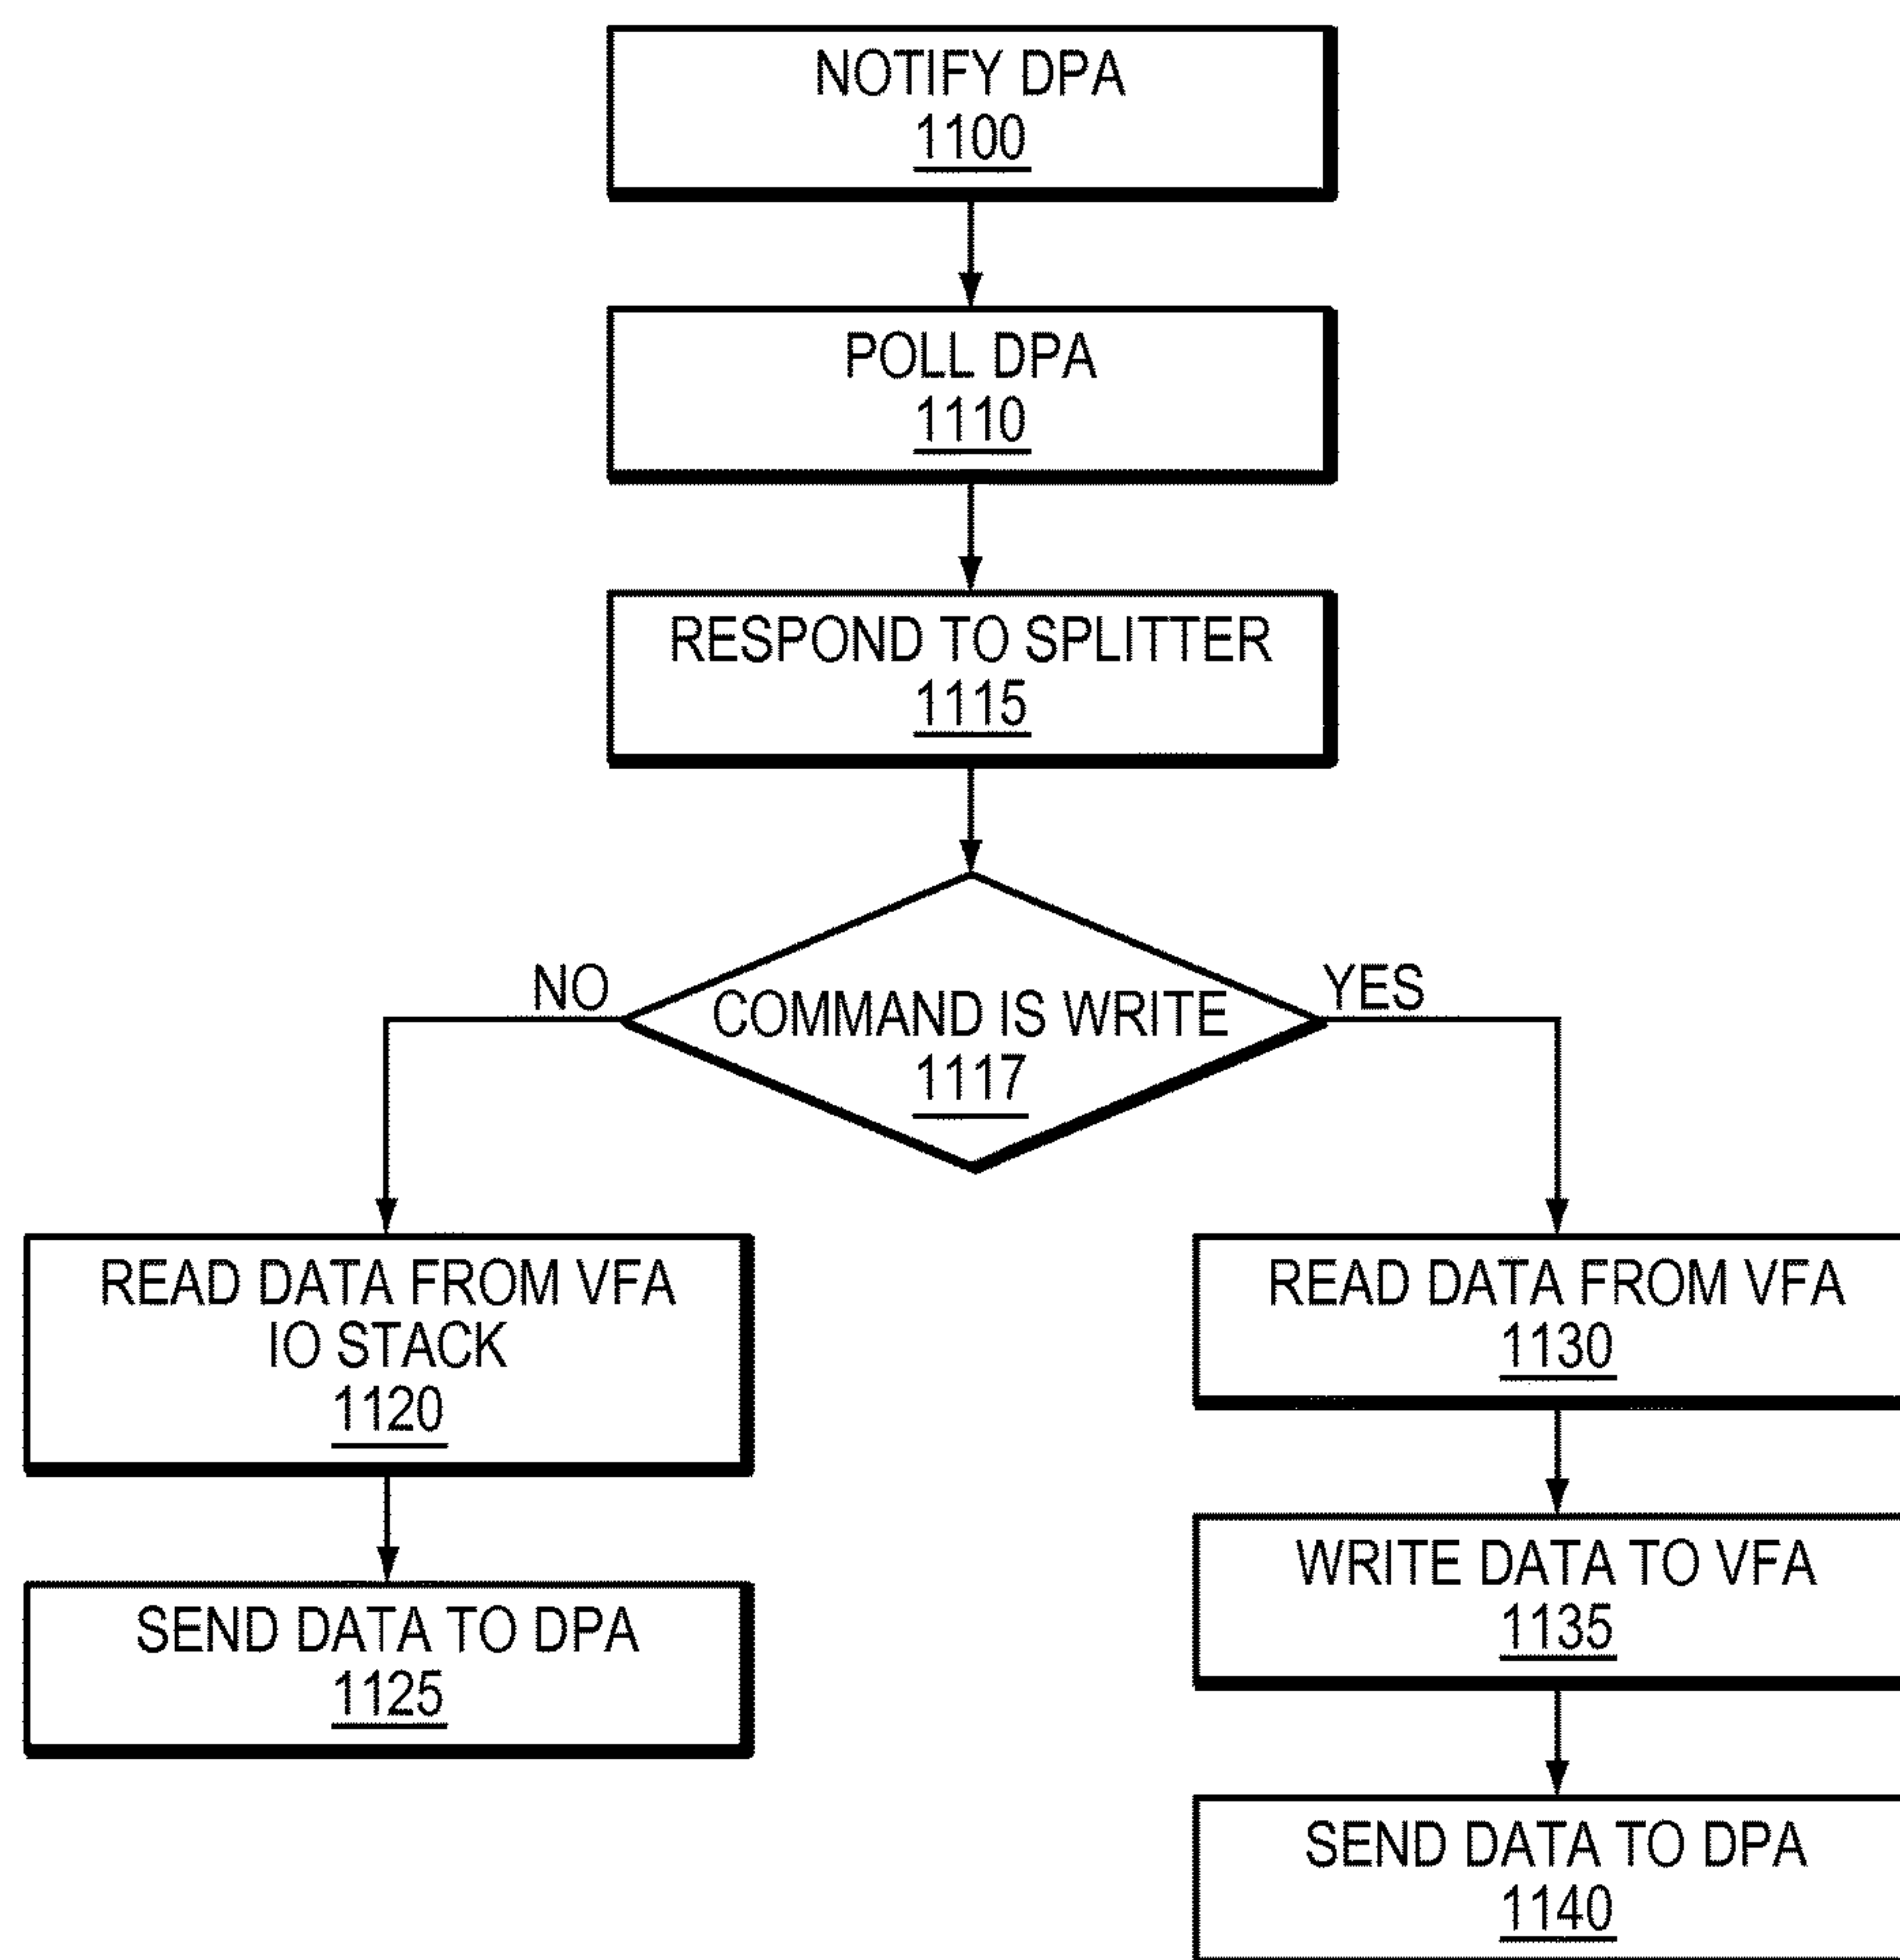 NOTIFY DPA
1100
POLL DPA
1110
RESPOND TO SPLITTER
1115
NO
YES
COMMAND IS WRITE
1117
READ DATA FROM VFA
IO STACK
1120
SEND DATA TO DPA
1125
READ DATA FROM VFA
1130
WRITE DATA TO VFA
1135
SEND DATA TO DPA
1140